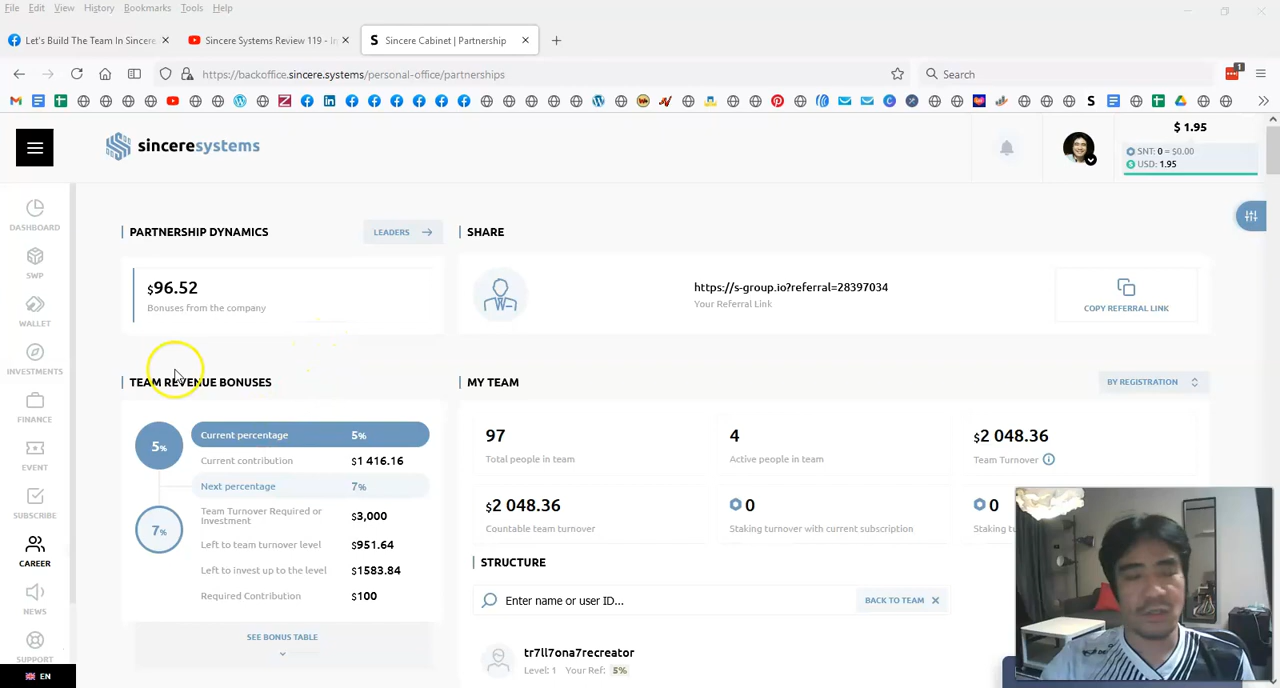 File Edit View History Bookmarks Tools Help
Let's Build The Team In Sincere
Sincere Systems Review 119 - In
S Sincere Cabinet | Partnership
https://backoffice.sincere.systems/personal-office/partnerships
Search
1
sinceresystems
$ 1.95
SNT: 0 = $0.00
USD: 1.95
DASHBOARD
SWP
WALLET
INVESTMENTS
FINANCE
EVENT
SUBSCRIBE
CAREER
NEWS
SUPPORT
EN
PARTNERSHIP DYNAMICS
LEADERS
$96.52
Bonuses from the company
SHARE
https://s-group.io?referral=28397034
Your Referral Link
COPY REFERRAL LINK
TEAM REVENUE BONUSES
5%
Current percentage 5%
Current contribution $1 416.16
Next percentage 7%
7%
Team Turnover Required or
Investment
$3,000
Left to team turnover level $951.64
Left to invest up to the level $1583.84
Required Contribution $100
SEE BONUS TABLE
MY TEAM
BY REGISTRATION
97
Total people in team
4
Active people in team
$2 048.36
Team Turnover
$2 048.36
Countable team turnover
0
Staking turnover with current subscription
0
Staking
STRUCTURE
Enter name or user ID...
BACK TO TEAM
tr7ll7ona7recreator
Level: 1 Your Ref: 5%